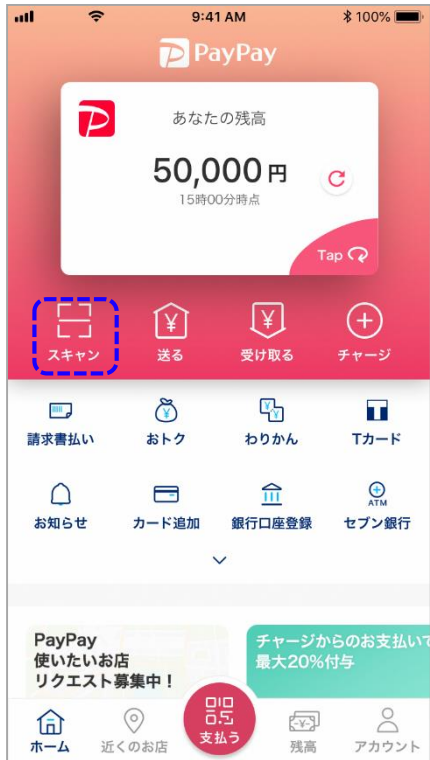 9:41 AM
100%
PayPay
あなたの残高
50,000 円
15時00分時点
Tap
スキャン 送る 受け取る チャージ
請求書払い おトク わりかん Tカード
ATM
お知らせ カード追加 銀行口座登録 セブン銀行
PayPay
使いたいお店
リクエスト募集中！
チャージからのお支払いで
最大20%付与
ホーム 近くのお店 支払う 残高 アカウント